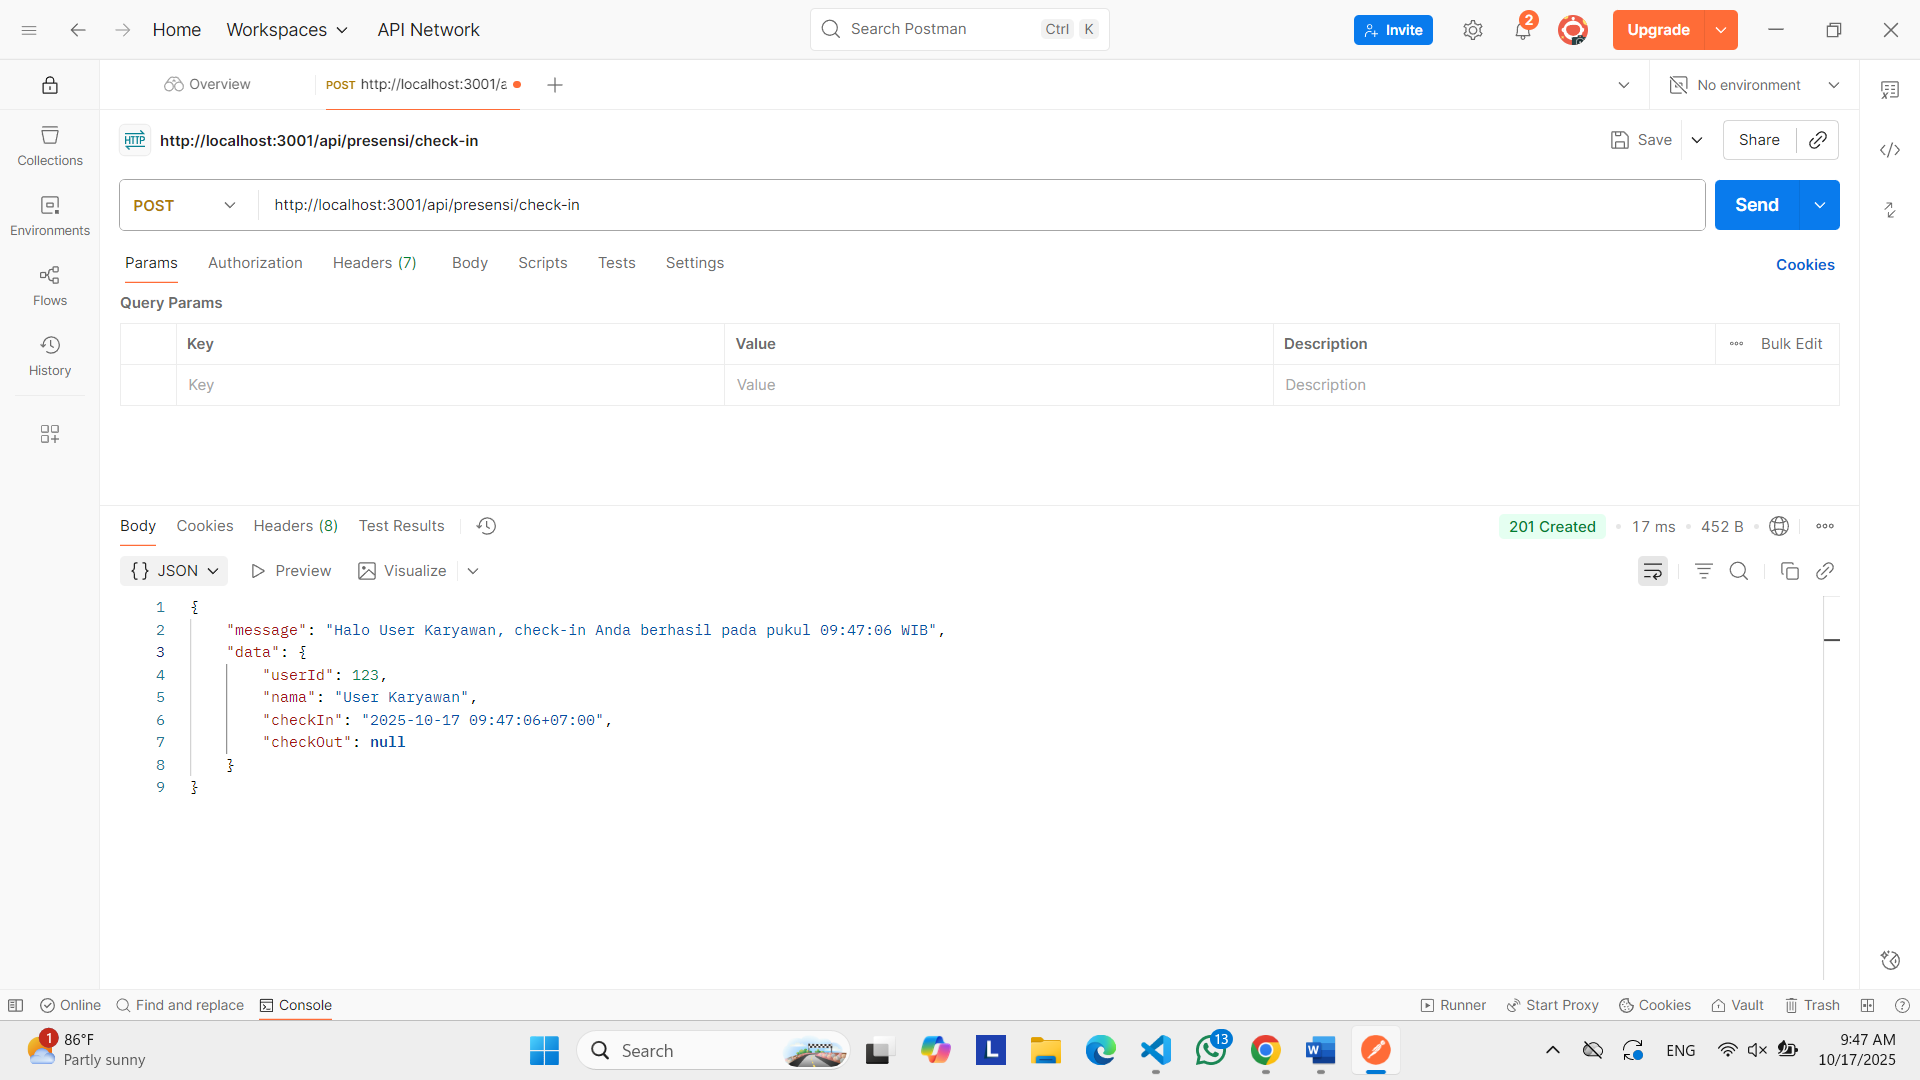 Home Workspaces API Network Search Postman Ctrl K Invite 2 Upgrade
Overview POST http://localhost:3001/a No environment
HTTP http://localhost:3001/api/presensi/check-in Save Share
Collections
Environments
Flows
History
POST http://localhost:3001/api/presensi/check-in Send
Params Authorization Headers (7) Body Scripts Tests Settings Cookies
Query Params
Key Value Description Bulk Edit
Key Value Description
Body Cookies Headers (8) Test Results 201 Created 17 ms 452 B
{} JSON Preview Visualize
1 {
2 "message": "Halo User Karyawan, check-in Anda berhasil pada pukul 09:47:06 WIB",
3 "data": {
4 "userId": 123,
5 "nama": "User Karyawan",
6 "checkIn": "2025-10-17 09:47:06+07:00",
7 "checkOut": null
8 }
9 }
Online Find and replace Console Runner Start Proxy Cookies Vault Trash
1 86°F
Partly sunny
Search L 13 W ENG
9:47 AM
10/17/2025